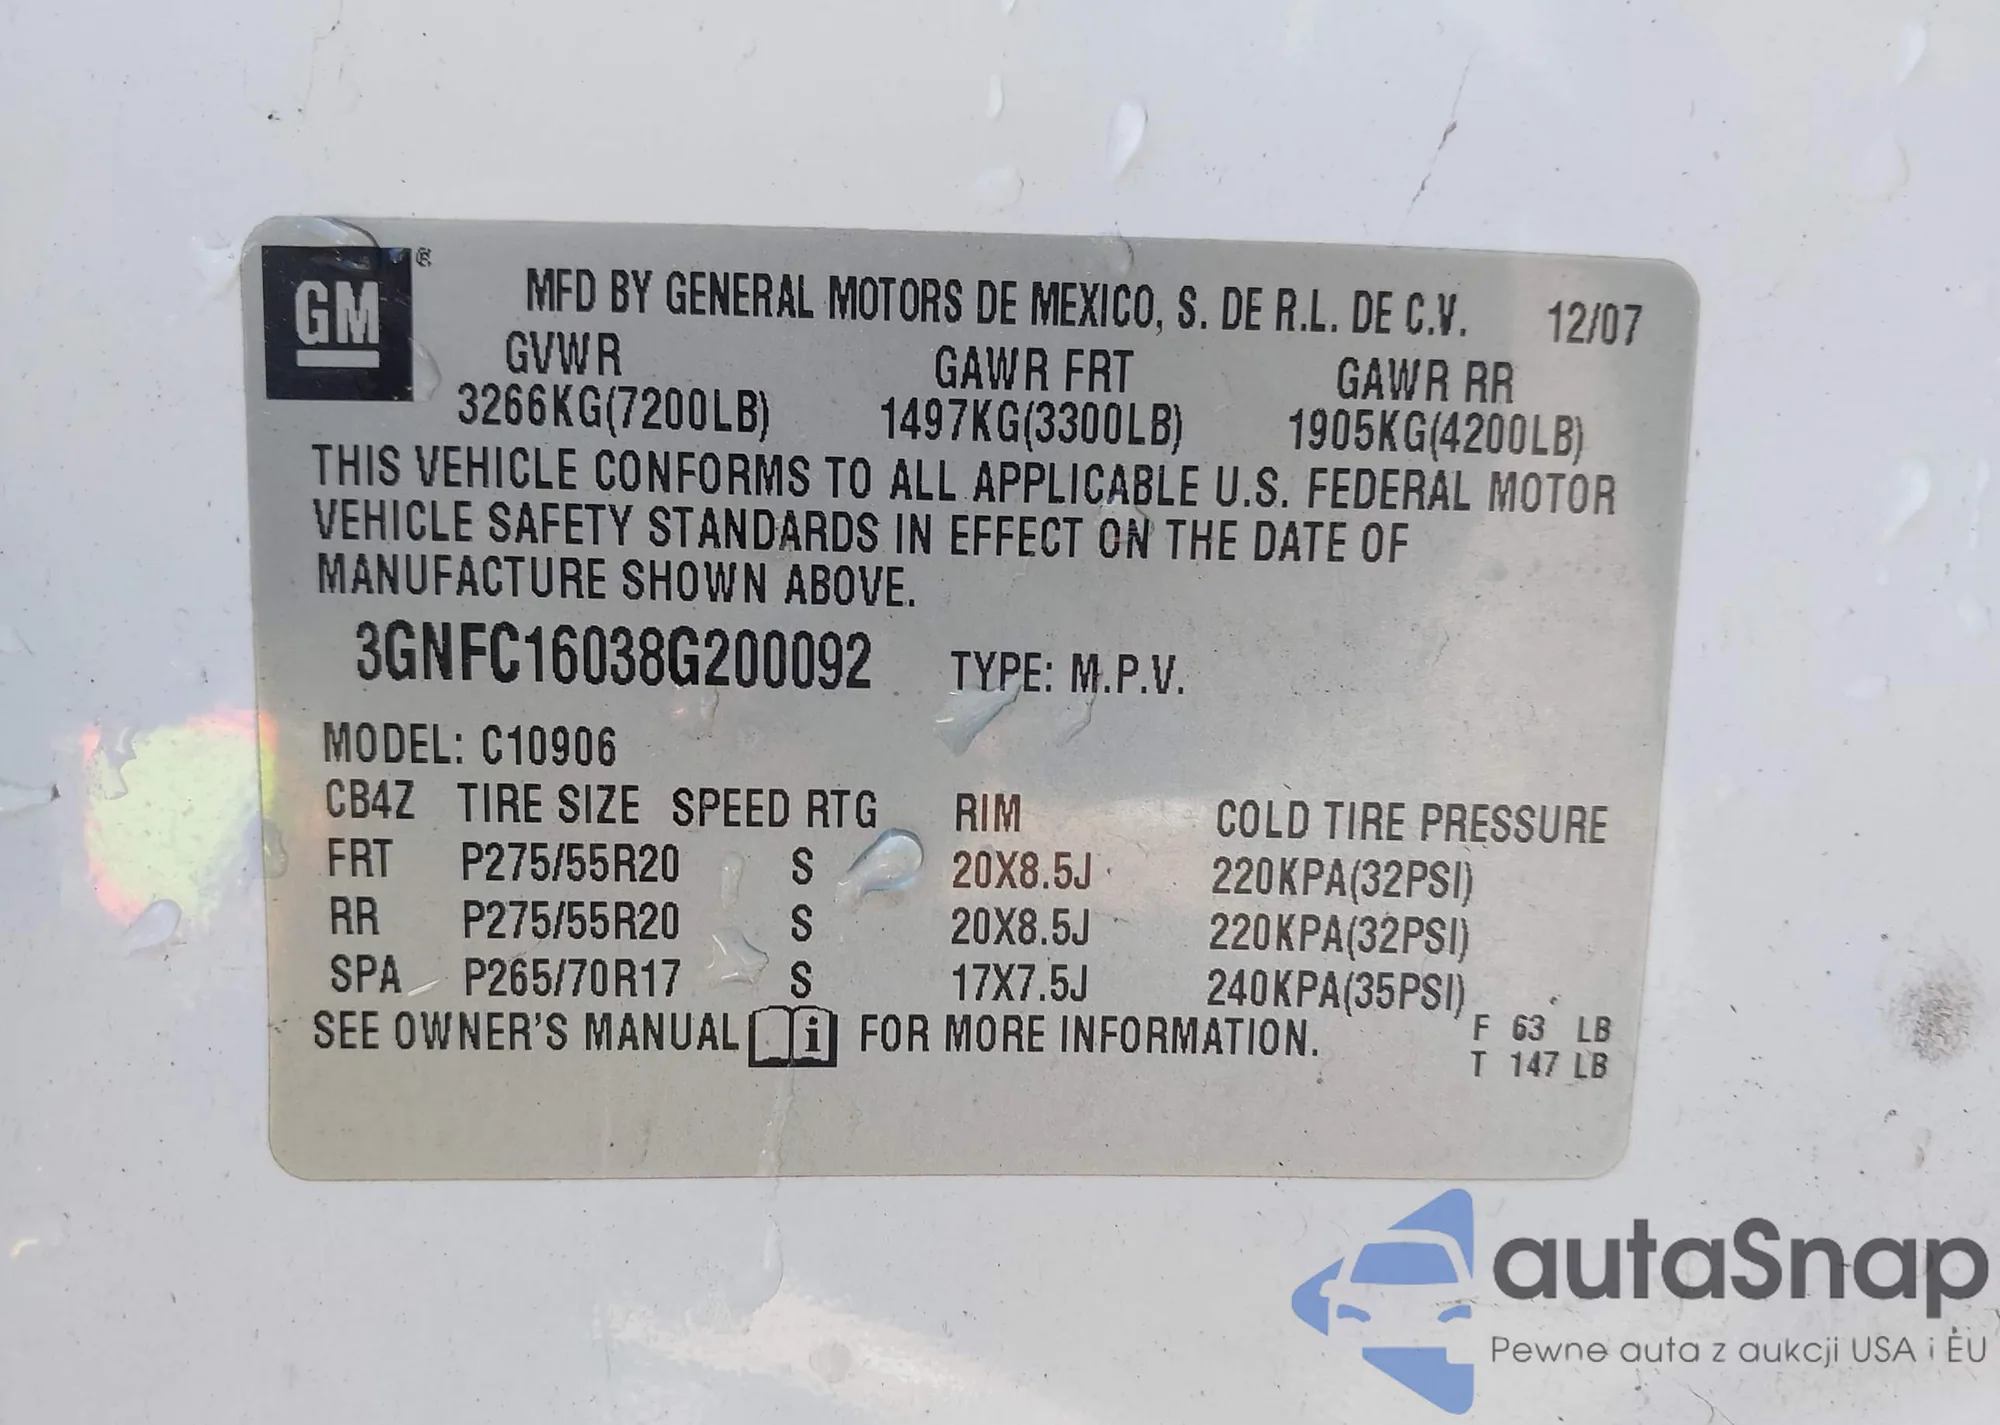 GM ®
MFD BY GENERAL MOTORS DE MEXICO, S. DE R.L. DE C.V. 12/07
GVWR GAWR FRT GAWR RR
3266KG(7200LB) 1497KG(3300LB) 1905KG(4200LB)
THIS VEHICLE CONFORMS TO ALL APPLICABLE U.S. FEDERAL MOTOR
VEHICLE SAFETY STANDARDS IN EFFECT ON THE DATE OF
MANUFACTURE SHOWN ABOVE.
3GNFC16038G200092 TYPE: M.P.V.
MODEL: C10906
CB4Z TIRE SIZE SPEED RTG RIM COLD TIRE PRESSURE
FRT P275/55R20 S 20X8.5J 220KPA(32PSI)
RR P275/55R20 S 20X8.5J 220KPA(32PSI)
SPA P265/70R17 S 17X7.5J 240KPA(35PSI)
SEE OWNER'S MANUAL i FOR MORE INFORMATION.
F 63 LB
T 147 LB
autaSnap
Pewne auta z aukcji USA i EU